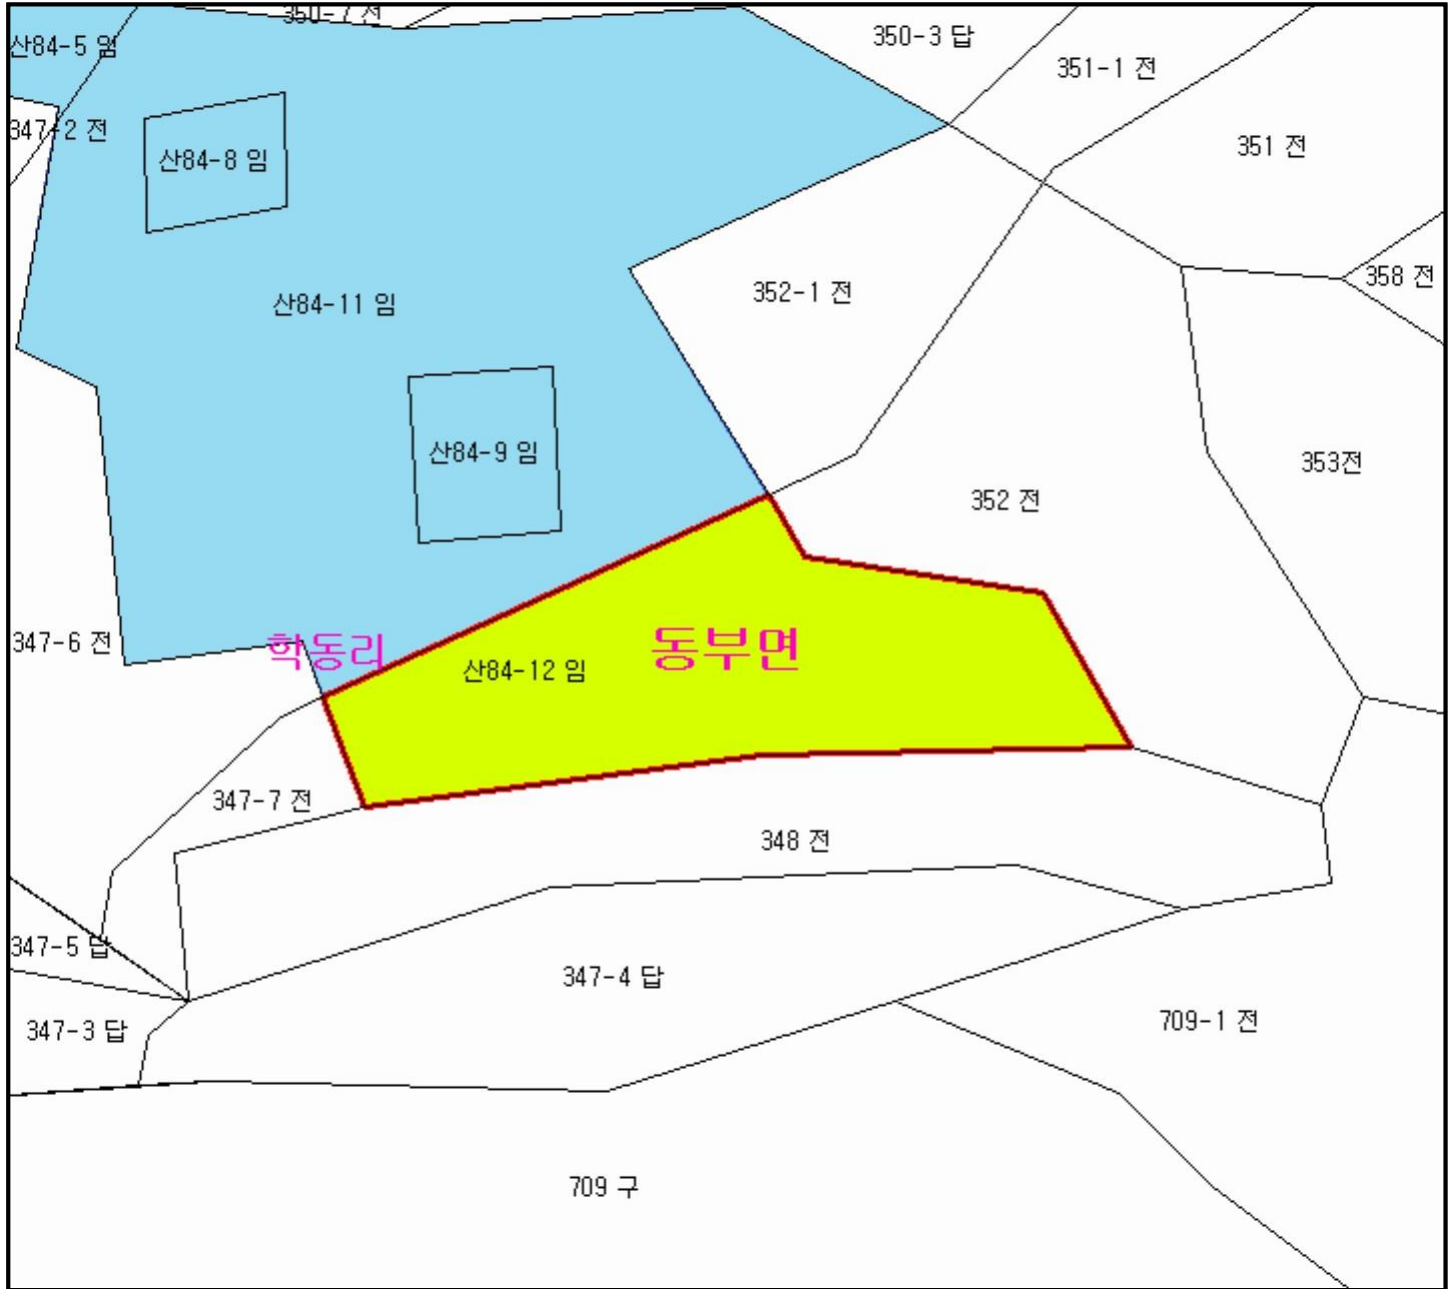 350-7 전
산84-5 임
350-3 답
351-1 전
347-2 전
산84-8 임
351 전
358 전
352-1 전
산84-11 임
산84-9 임
353전
352 전
347-6 전
학동리
동부면
산84-12 임
347-7 전
348 전
347-5 답
347-4 답
347-3 답
709-1 전
709 구